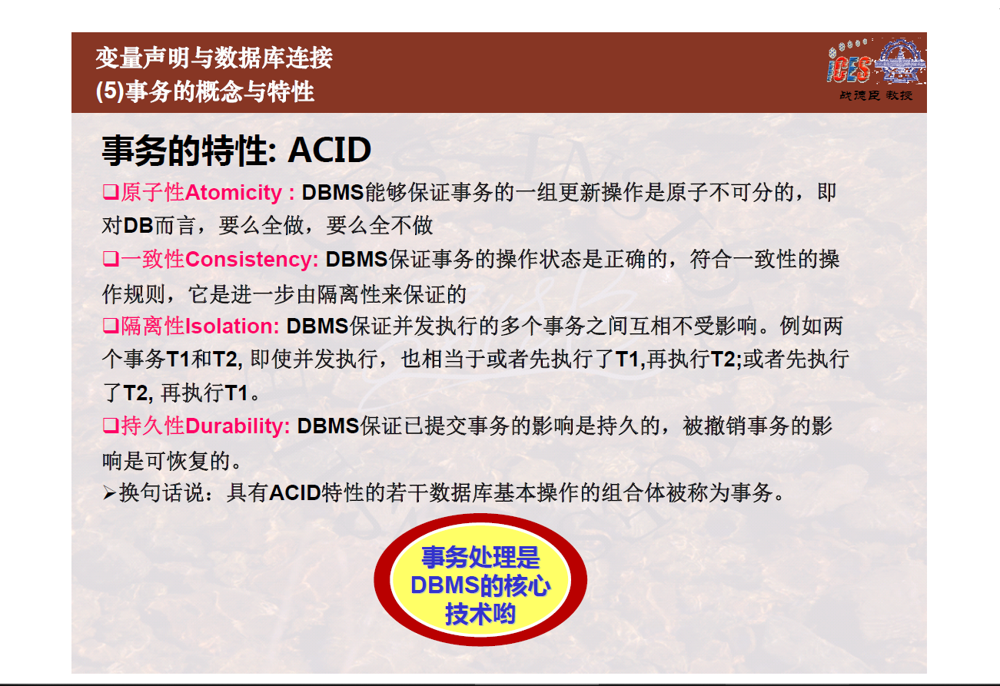 变量声明与数据库连接
(5)事务的概念与特性
iCES
战德臣 教授
事务的特性: ACID
❑原子性Atomicity : DBMS能够保证事务的一组更新操作是原子不可分的，即
对DB而言，要么全做，要么全不做
❑一致性Consistency: DBMS保证事务的操作状态是正确的，符合一致性的操
作规则，它是进一步由隔离性来保证的
❑隔离性Isolation: DBMS保证并发执行的多个事务之间互相不受影响。例如两
个事务T1和T2, 即使并发执行，也相当于或者先执行了T1,再执行T2;或者先执行
了T2, 再执行T1。
❑持久性Durability: DBMS保证已提交事务的影响是持久的，被撤销事务的影
响是可恢复的。
➢换句话说：具有ACID特性的若干数据库基本操作的组合体被称为事务。
事务处理是
DBMS的核心
技术哟